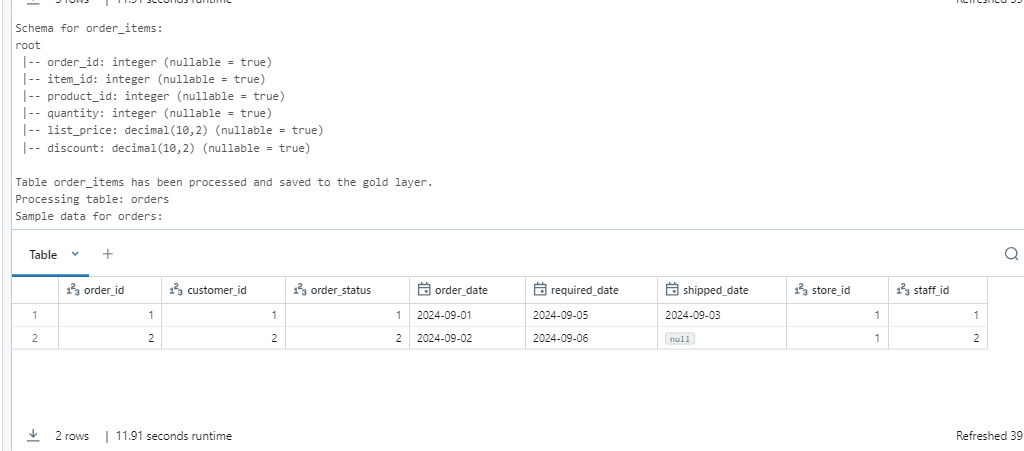 Schema for order_items:
root
|-- order_id: integer (nullable = true)
|-- item_id: integer (nullable = true)
|-- product_id: integer (nullable = true)
|-- quantity: integer (nullable = true)
|-- list_price: decimal(10,2) (nullable = true)
|-- discount: decimal(10,2) (nullable = true)
Table order_items has been processed and saved to the gold layer.
Processing table: orders
Sample data for orders:
Table +
order_id customer_id order_status order_date required_date shipped_date store_id staff_id
1 1 1 1 2024-09-01 2024-09-05 2024-09-03 1 1
2 2 2 2 2024-09-02 2024-09-06 null 1 2
2 rows | 11.91 seconds runtime Refreshed 39